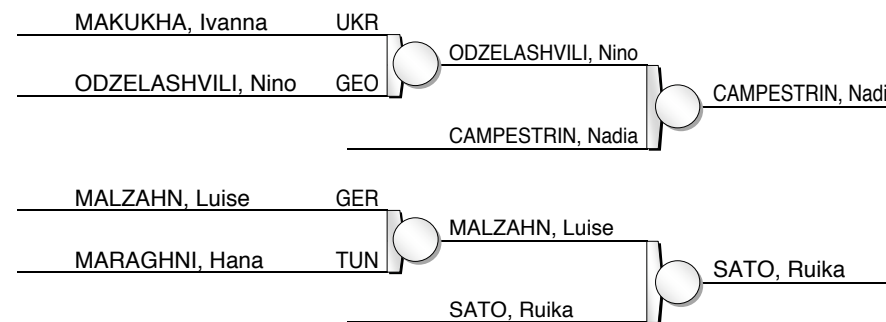 MAKUKHA, Ivanna UKR
ODZELASHVILI, Nino
ODZELASHVILI, Nino GEO
CAMPESTRIN, Nadi
CAMPESTRIN, Nadia
MALZAHN, Luise GER
MALZAHN, Luise
MARAGHNI, Hana TUN
SATO, Ruika
SATO, Ruika